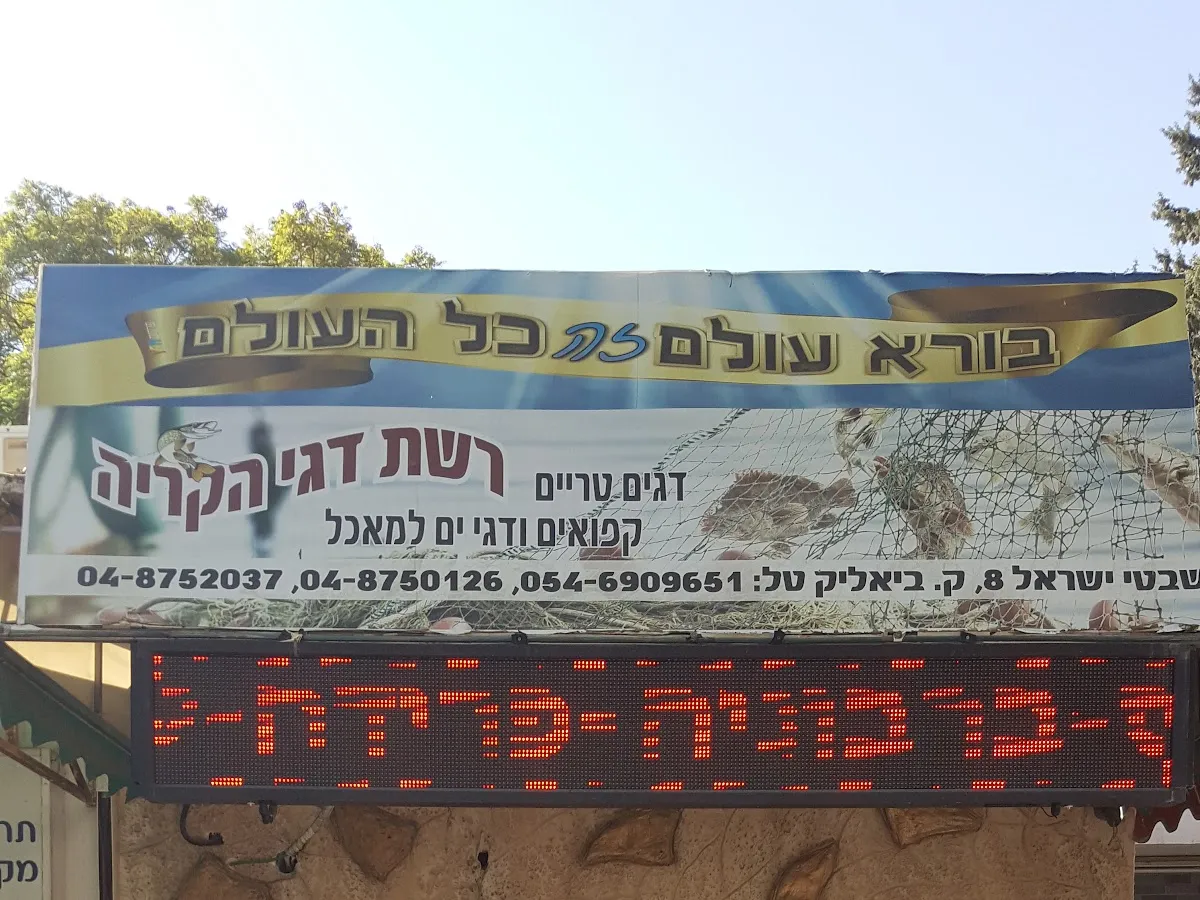 בורא עולם זה כל העולם
רשת דגי הקריה
דגים טריים
קפואים ודגי ים למאכל
שבטי ישראל 8, ק. ביאליק טל: 054-6909651, 04-8750126, 04-8752037
-ברבוניה-פרידה-